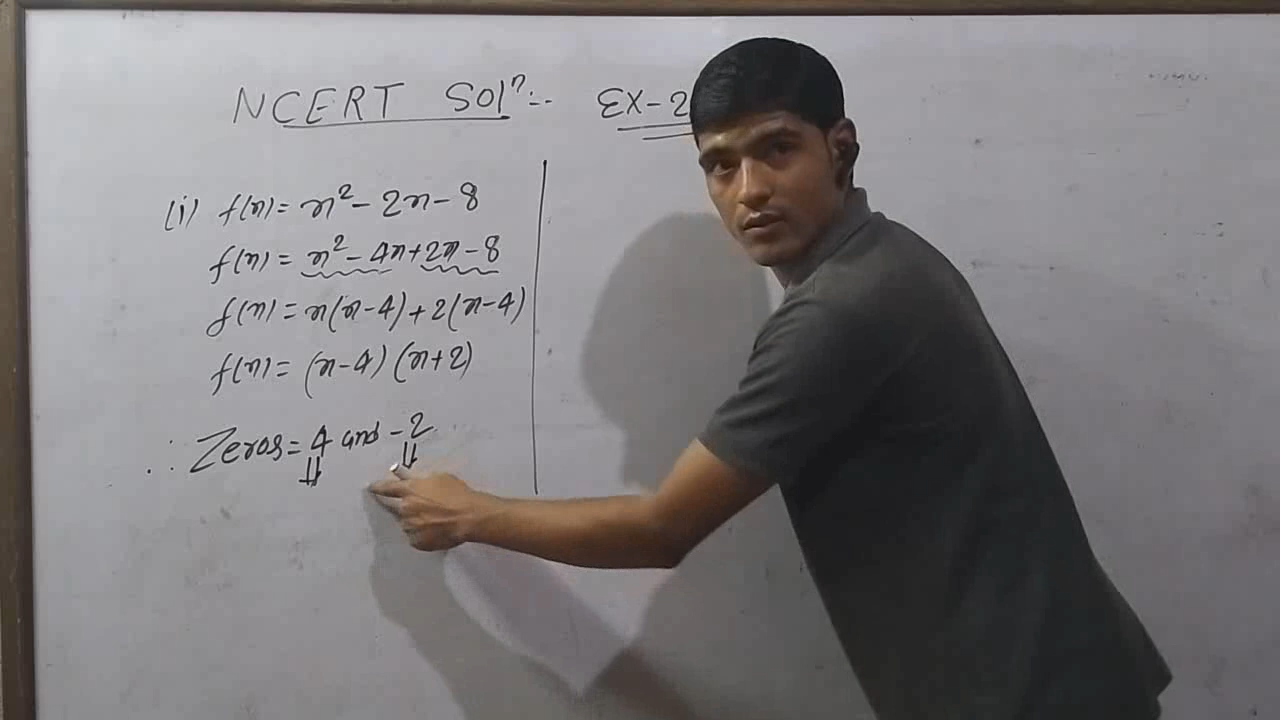 NCERT Solⁿ:-. EX-2
(i) f(x) = x² - 2x - 8
f(x) = x² - 4x + 2x - 8
f(x) = x(x-4) + 2(x-4)
f(x) = (x-4) (x+2)
∴ Zeros = 4 and -2